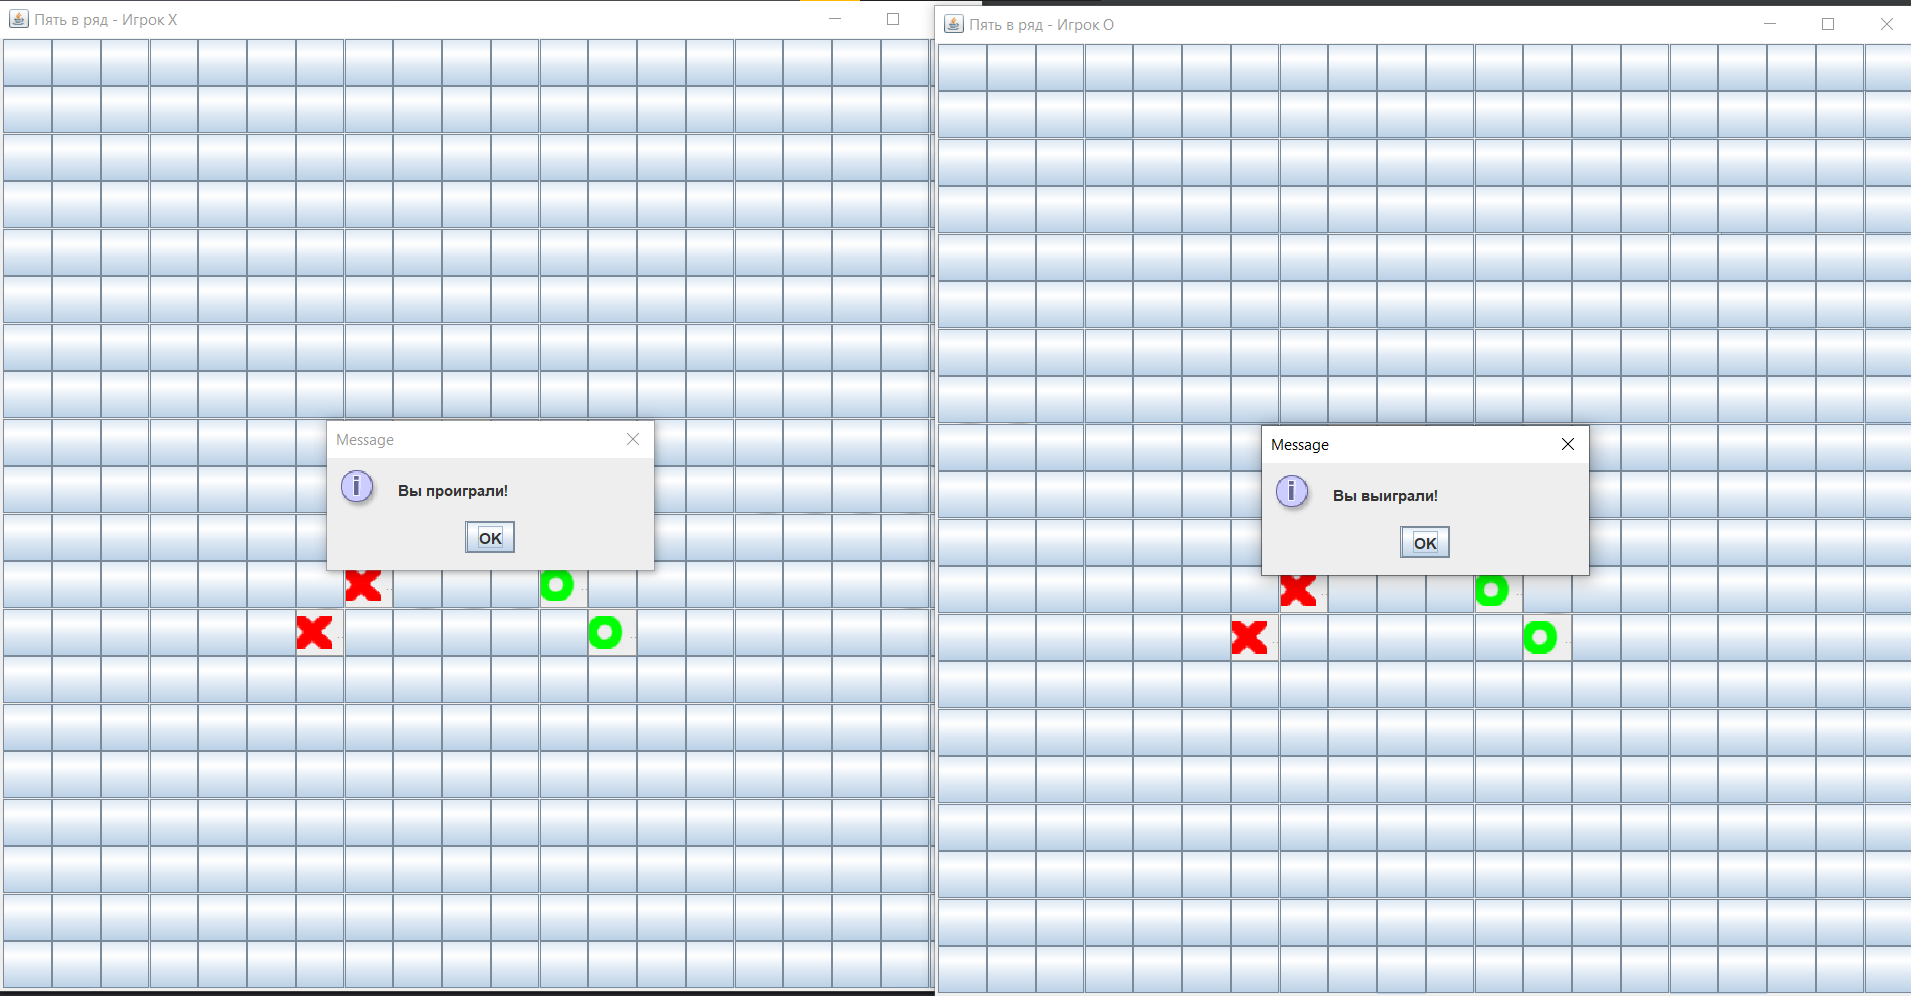 Пять в ряд - Игрок X
Message
Вы проиграли!
OK
Пять в ряд - Игрок O
Message
Вы выиграли!
OK